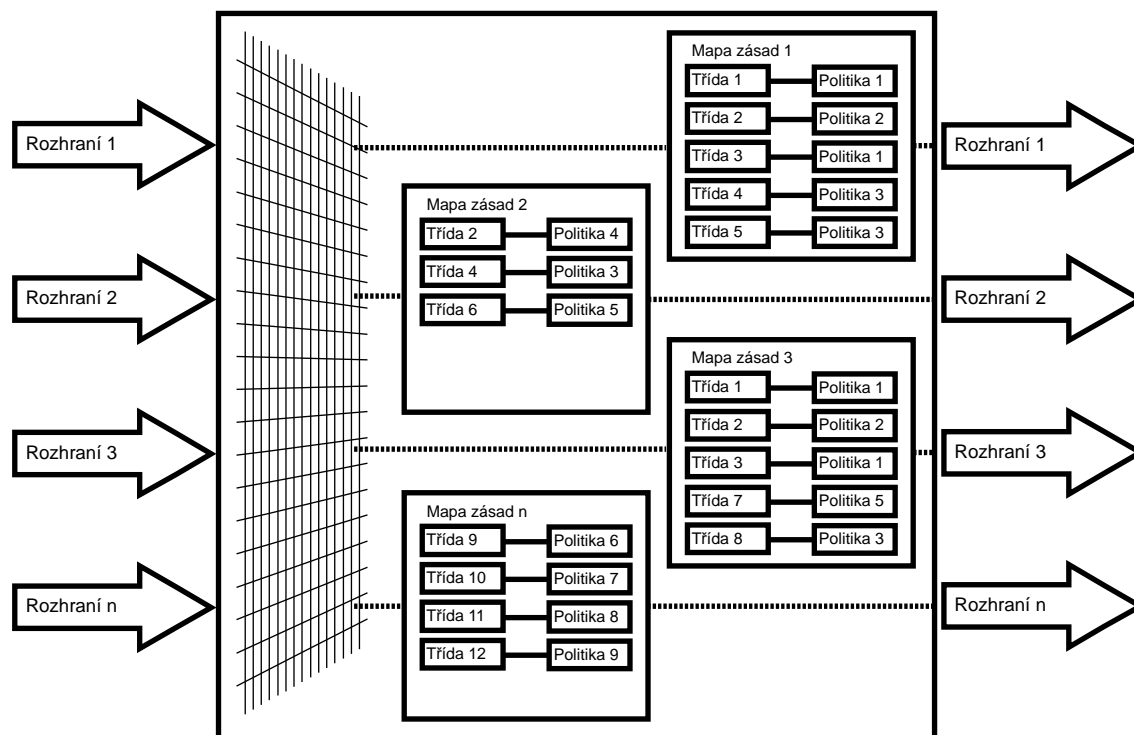 Rozhraní 1
Rozhraní 2
Rozhraní 3
Rozhraní n
Mapa zásad 1
Třída 1 Politika 1
Třída 2 Politika 2
Třída 3 Politika 1
Třída 4 Politika 3
Třída 5 Politika 3
Mapa zásad 2
Třída 2 Politika 4
Třída 4 Politika 3
Třída 6 Politika 5
Mapa zásad 3
Třída 1 Politika 1
Třída 2 Politika 2
Třída 3 Politika 1
Třída 7 Politika 5
Třída 8 Politika 3
Mapa zásad n
Třída 9 Politika 6
Třída 10 Politika 7
Třída 11 Politika 8
Třída 12 Politika 9
Rozhraní 1
Rozhraní 2
Rozhraní 3
Rozhraní n